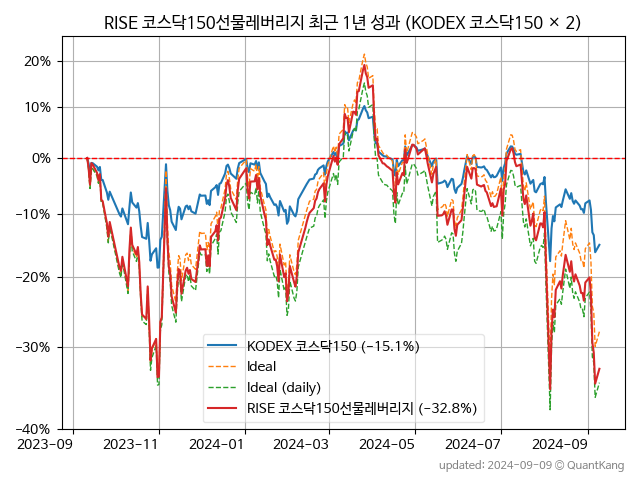 RISE 코스닥150선물레버리지 최근 1년 성과 (KODEX 코스닥150 × 2)
20%
10%
0%
−10%
−20%
−30%
−40%
KODEX 코스닥150 (−15.1%)
Ideal
Ideal (daily)
RISE 코스닥150선물레버리지 (−32.8%)
2023-09 2023-11 2024-01 2024-03 2024-05 2024-07 2024-09
updated: 2024-09-09 © QuantKang